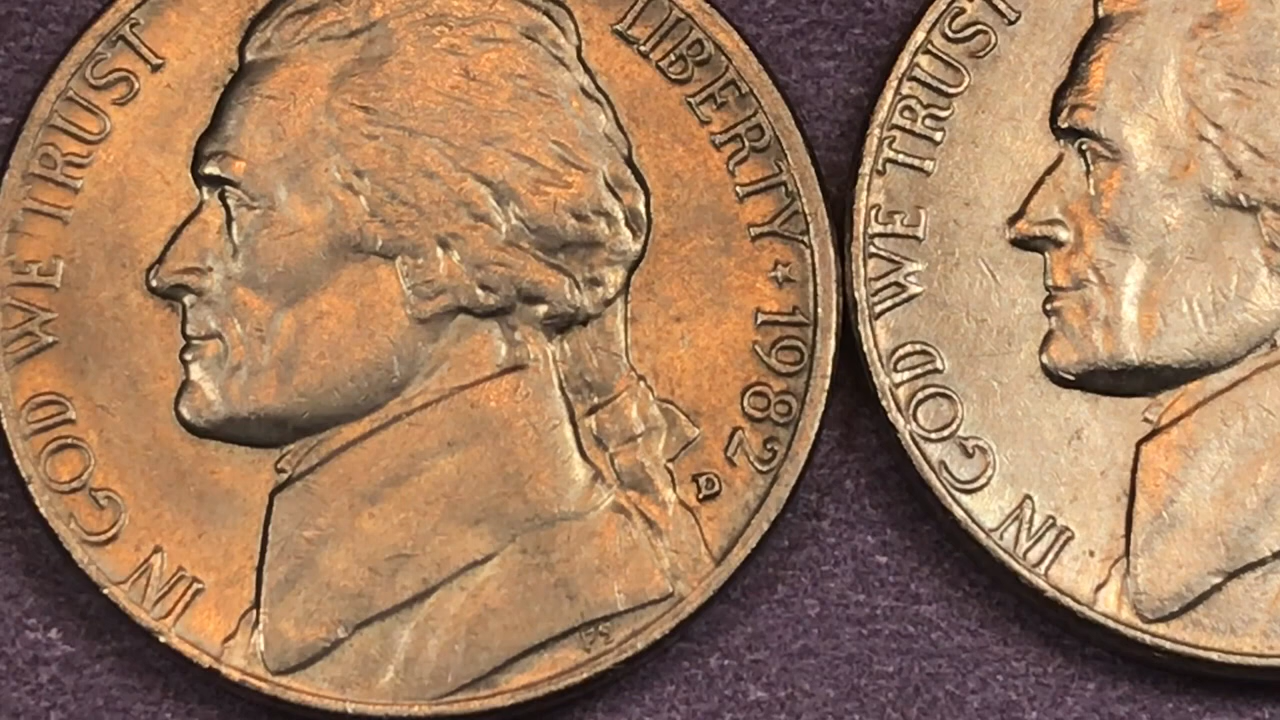 IN GOD WE TRUST
LIBERTY ★ 1982
D
FS
IN GOD WE TRUST